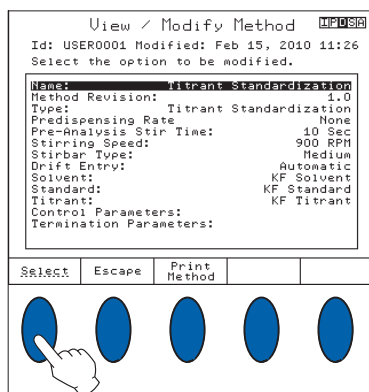 View / Modify Method IPDSA
Id: USER0001 Modified: Feb 15, 2010 11:26
Select the option to be modified.
Name: Titrant Standardization
Method Revision: 1.0
Type: Titrant Standardization
Predispensing Rate None
Pre-Analysis Stir Time: 10 Sec
Stirring Speed: 900 RPM
Stirbar Type: Medium
Drift Entry: Automatic
Solvent: KF Solvent
Standard: KF Standard
Titrant: KF Titrant
Control Parameters:
Termination Parameters:
Select Escape Print Method